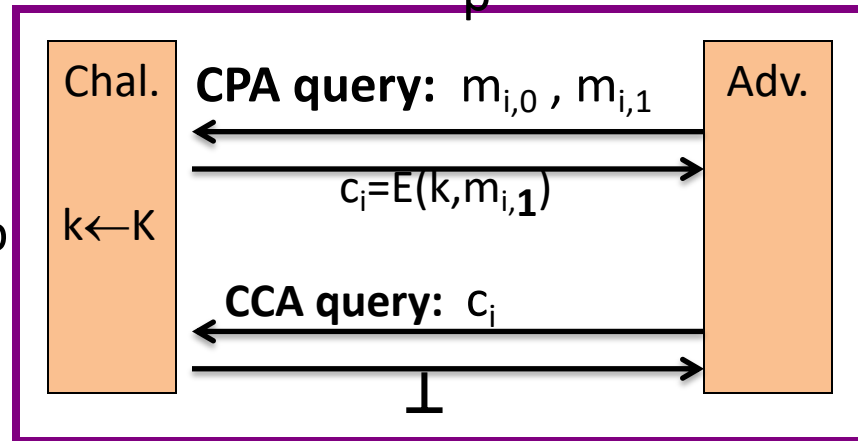 p
Chal. CPA query: mᵢ,₀ , mᵢ,₁ Adv.
cᵢ=E(k,mᵢ,𝟏)
k←K
CCA query: cᵢ
⊥